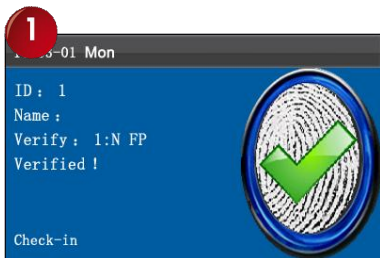 1
-01 Mon
ID： 1
Name：
Verify： 1:N FP
Verified！
Check-in